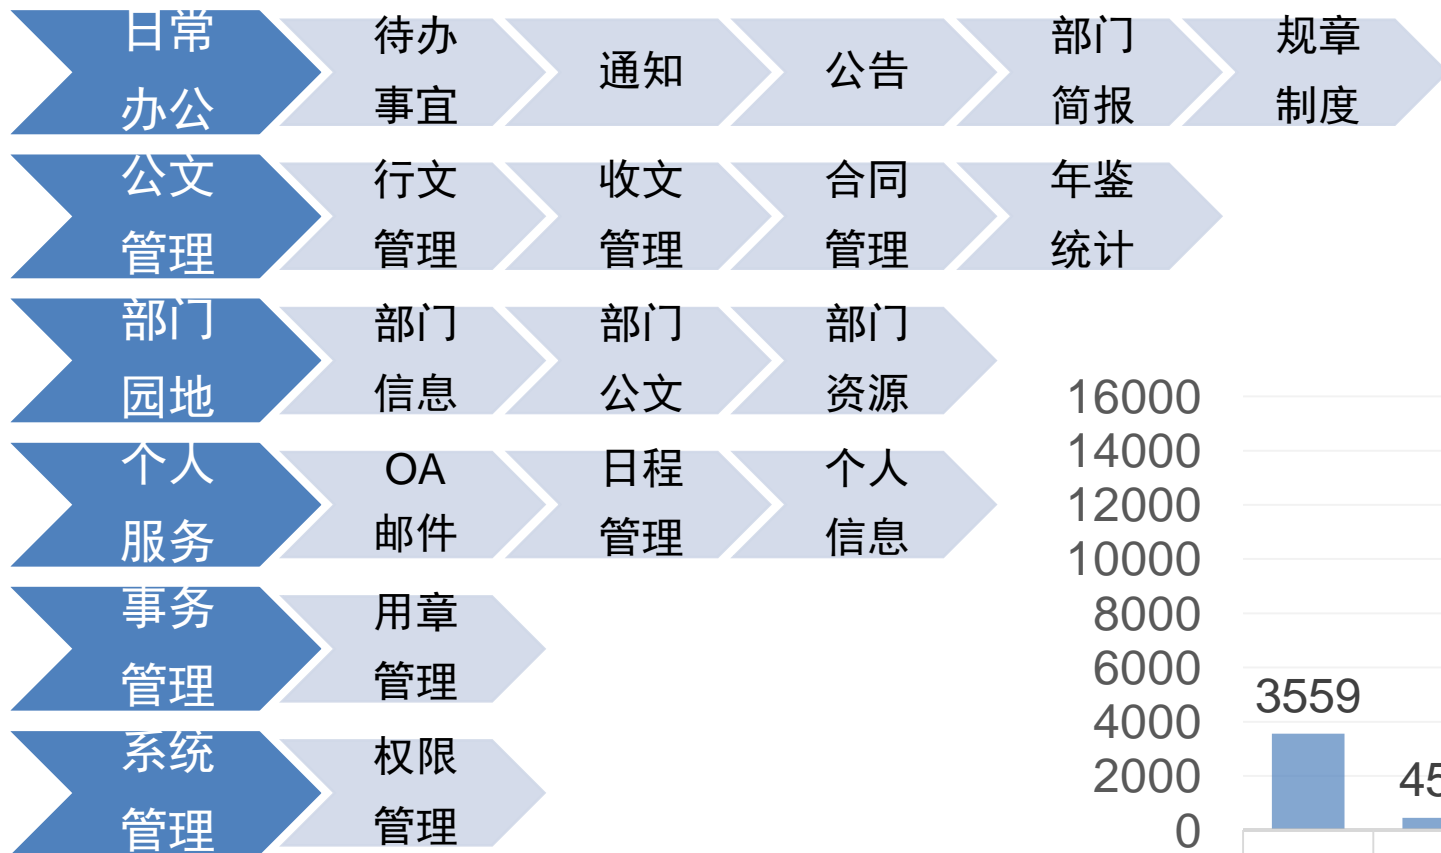 日常
办公
待办
事宜
通知
公告
部门
简报
规章
制度
公文
管理
行文
管理
收文
管理
合同
管理
年鉴
统计
部门
园地
部门
信息
部门
公文
部门
资源
个人
服务
OA
邮件
日程
管理
个人
信息
事务
管理
用章
管理
系统
管理
权限
管理
16000
14000
12000
10000
8000
6000
4000
2000
0
3559